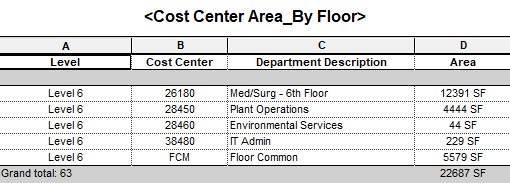 <Cost Center Area_By Floor>
A B C D
Level Cost Center Department Description Area
Level 6 26180 Med/Surg - 6th Floor 12391 SF
Level 6 28450 Plant Operations 4444 SF
Level 6 28460 Environmental Services 44 SF
Level 6 38480 IT Admin 229 SF
Level 6 FCM Floor Common 5579 SF
Grand total: 63 22687 SF